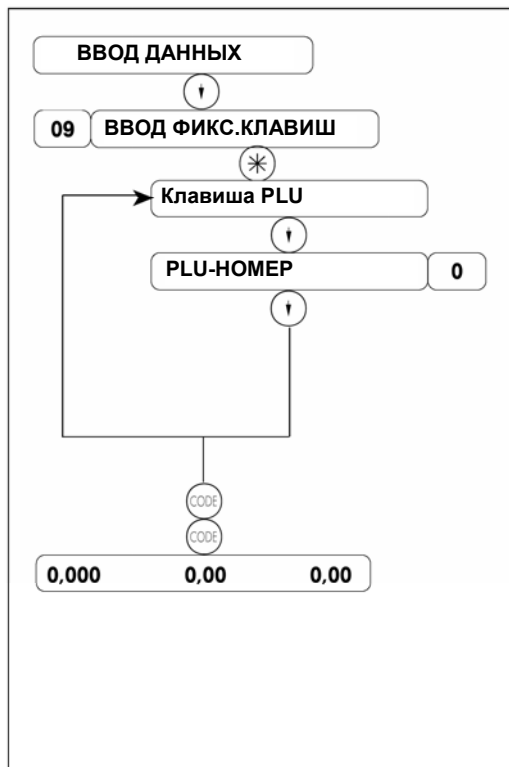 ВВОД ДАННЫХ
09 ВВОД ФИКС.КЛАВИШ
Клавиша PLU
PLU-НОМЕР 0
CODE
CODE
0,000 0,00 0,00